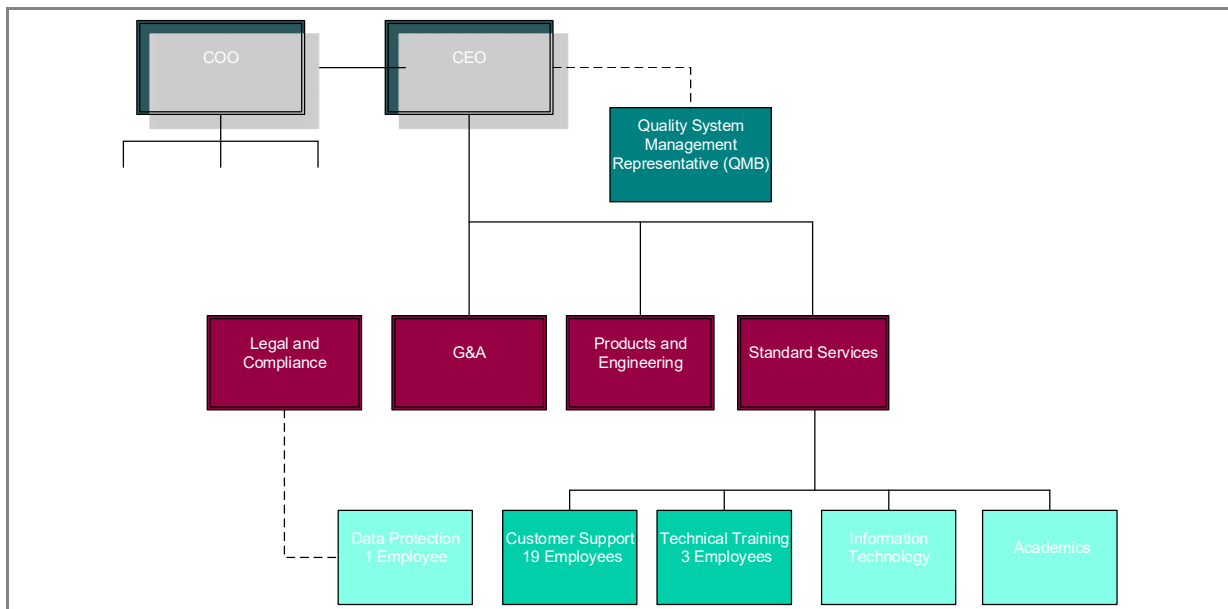 COO
CEO
Quality System
Management
Representative (QMB)
Legal and
Compliance
G&A
Products and
Engineering
Standard Services
Data Protection
1 Employee
Customer Support
19 Employees
Technical Training
3 Employees
Information
Technology
Academics